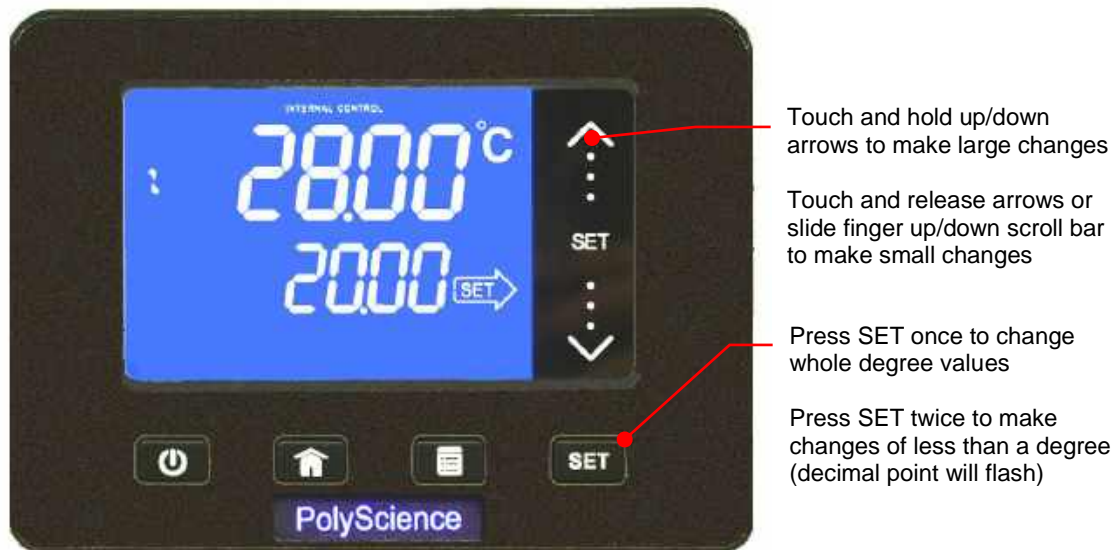 INTERNAL CONTROL
28.00°C
20.00 SET
SET
SET
PolyScience
Touch and hold up/down
arrows to make large changes
Touch and release arrows or
slide finger up/down scroll bar
to make small changes
Press SET once to change
whole degree values
Press SET twice to make
changes of less than a degree
(decimal point will flash)